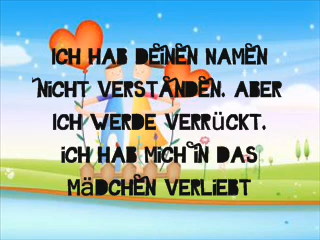 ICH HAB DEINEN NAMEN
NICHT VERSTANDEN. ABER
ICH WERDE VERRÜCKT.
ICH HAB MICH IN DAS
MÄDCHEN VERLIEBT